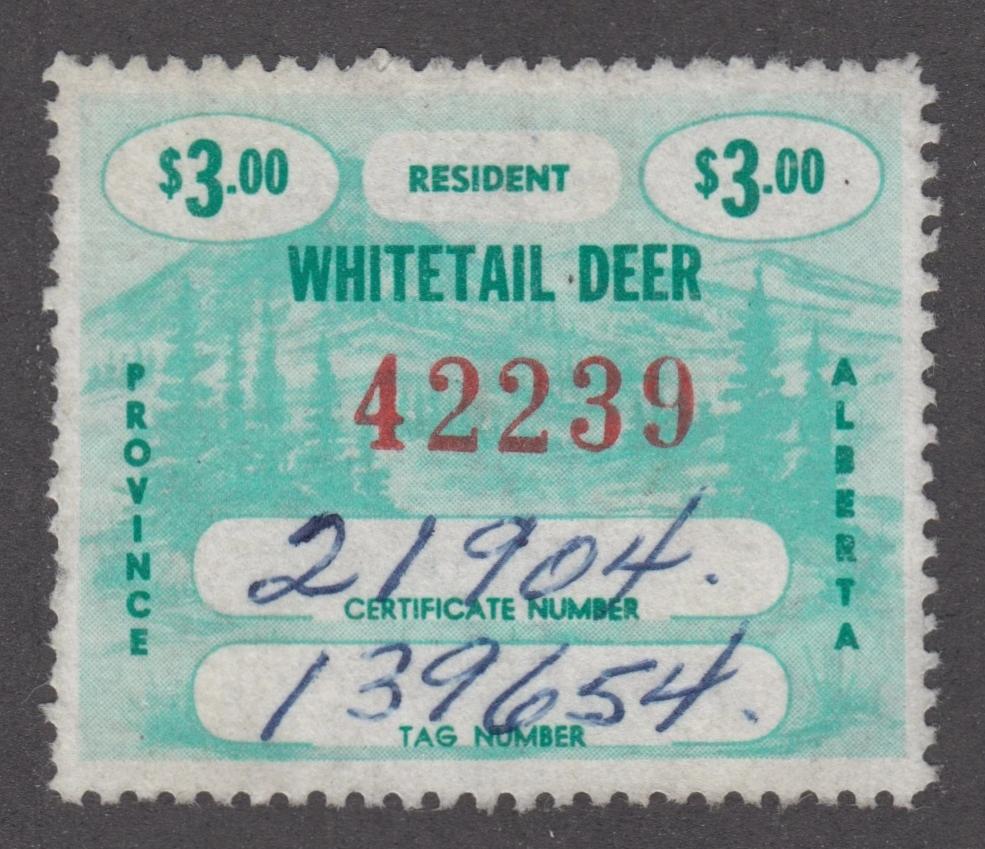 $3.00 RESIDENT $3.00
WHITETAIL DEER
42239
PROVINCE
ALBERTA
21904.
CERTIFICATE NUMBER
139654.
TAG NUMBER